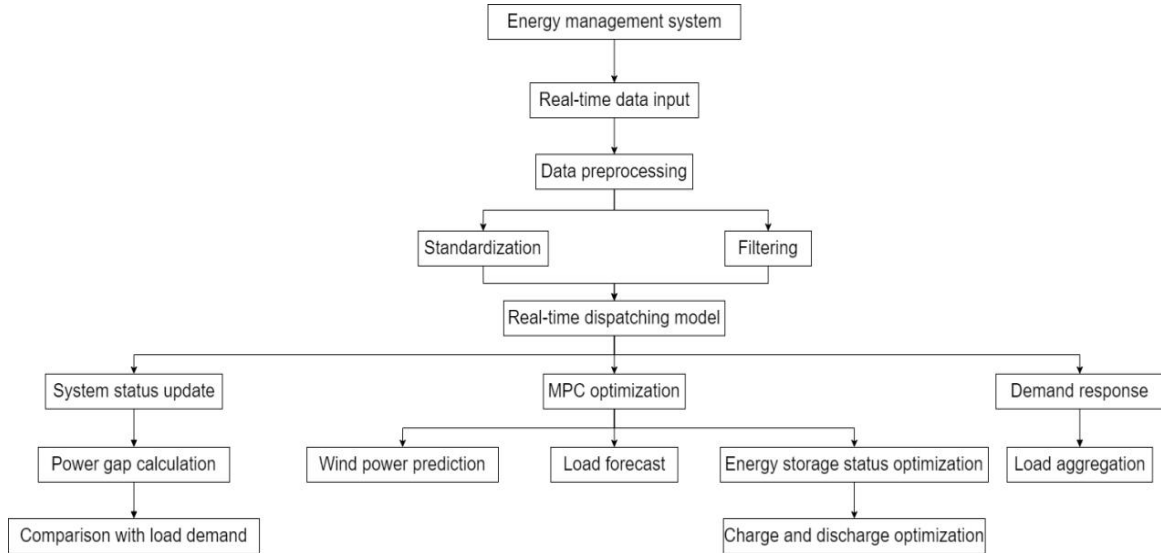 Energy management system
Real-time data input
Data preprocessing
Standardization
Filtering
Real-time dispatching model
System status update
MPC optimization
Demand response
Power gap calculation
Wind power prediction
Load forecast
Energy storage status optimization
Load aggregation
Comparison with load demand
Charge and discharge optimization